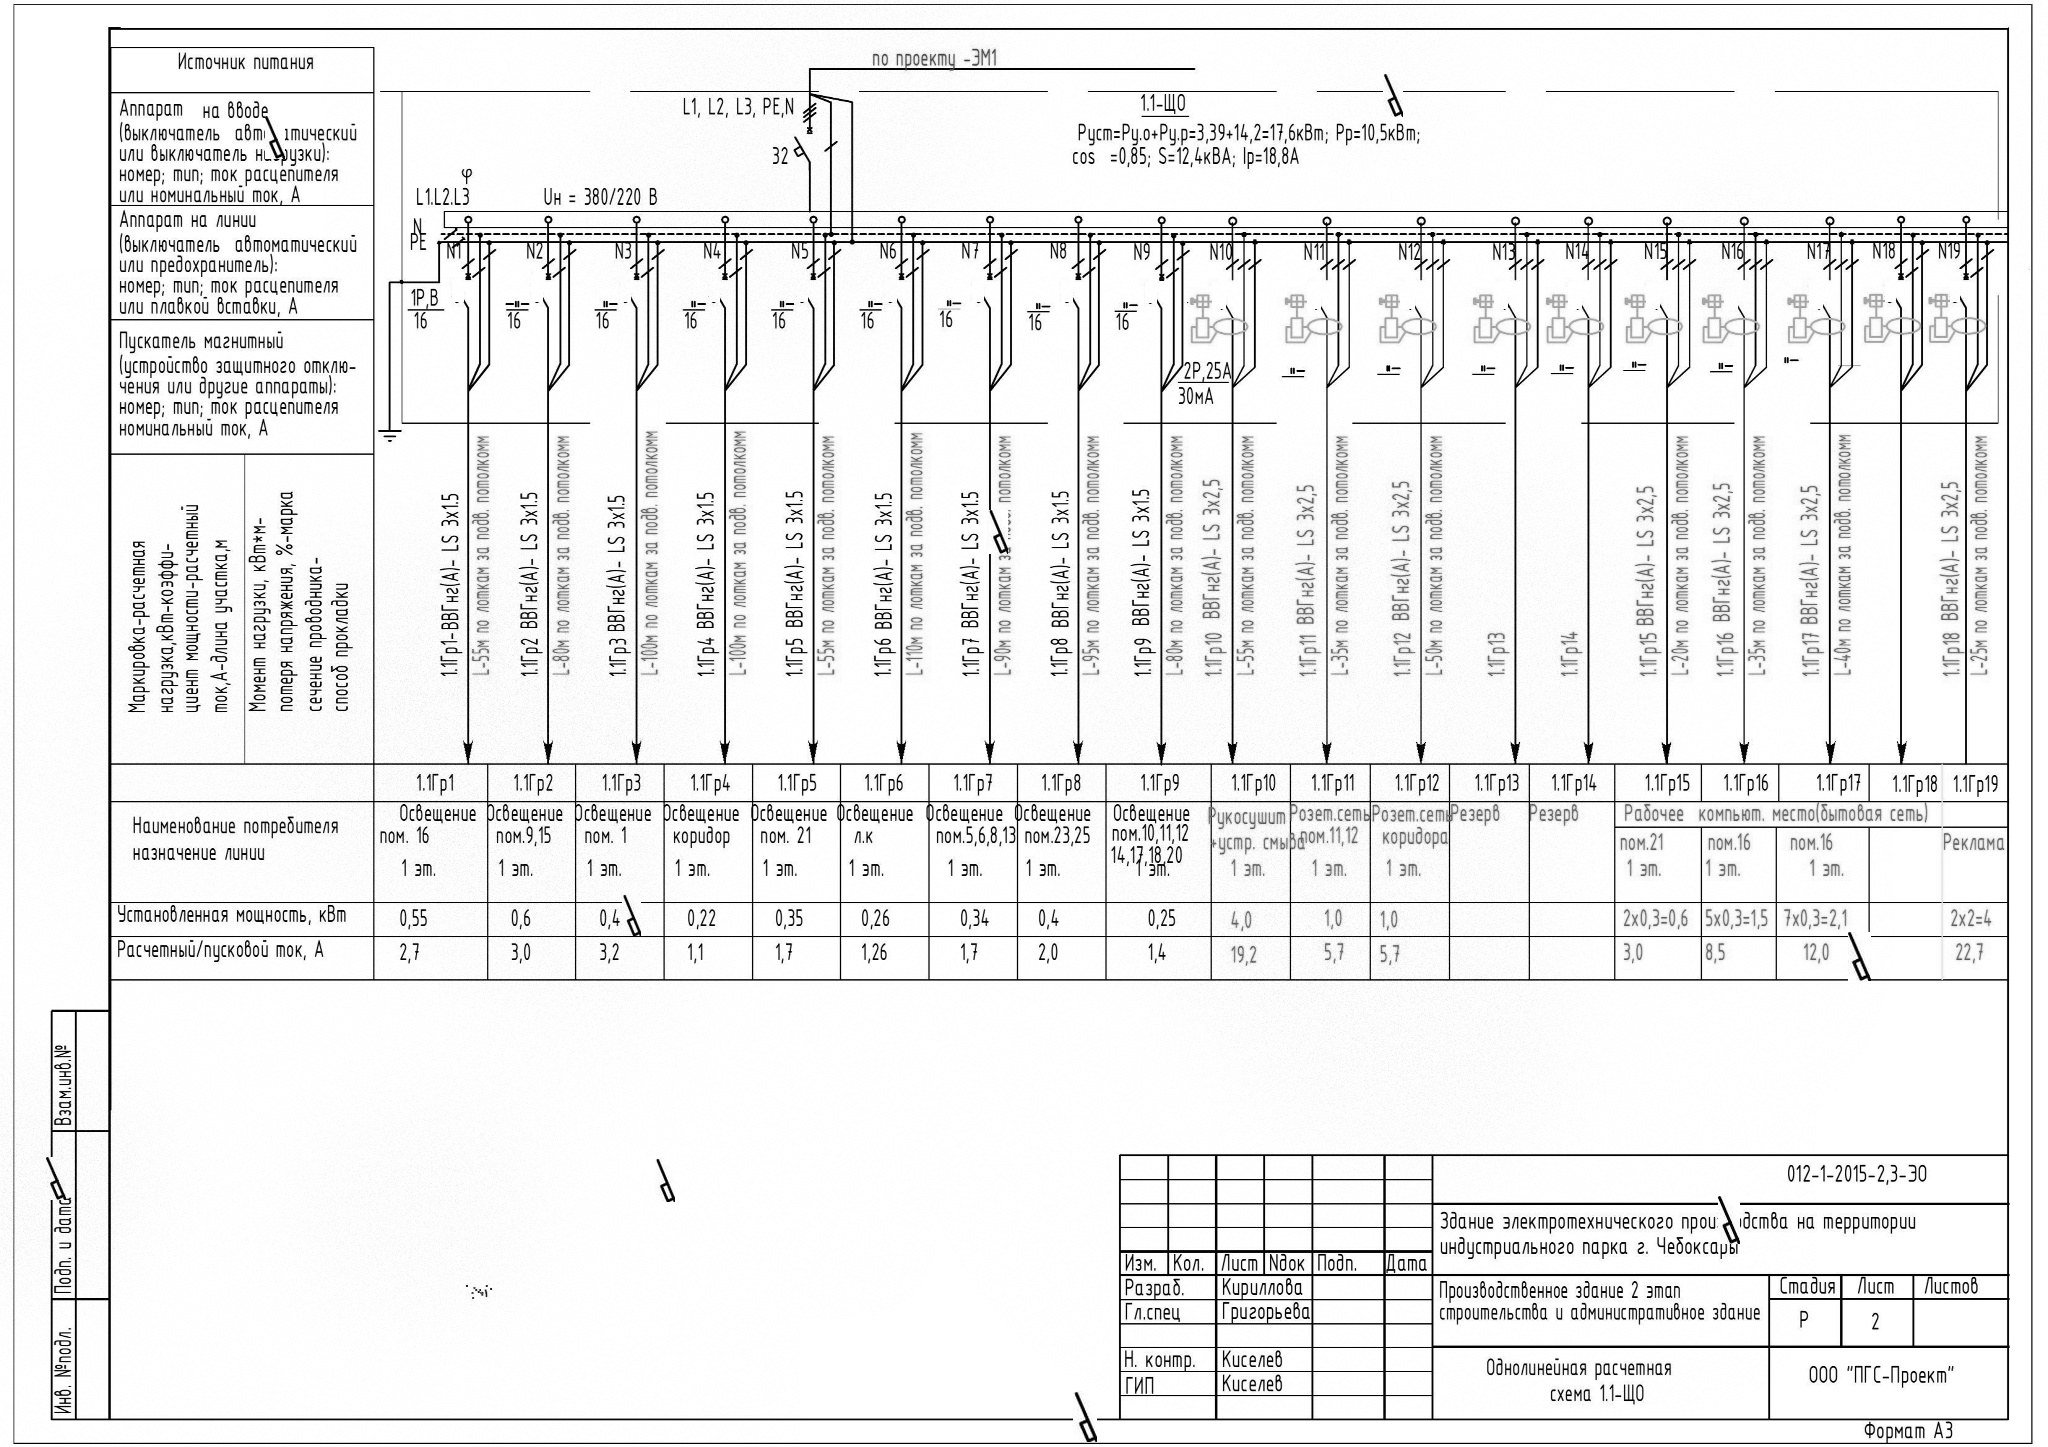 Источник питания
по проекту -ЭМ1
Аппарат на вводе
(выключатель автоматический
или выключатель нагрузки):
номер; тип; ток расцепителя
или номинальный ток, А
L1, L2, L3, PE,N
32
1.1-ЩО
Руст=Ру.о+Ру.р=3,39+14,2=17,6кВт; Рр=10,5кВт;
cos =0,85; S=12,4кВА; Iр=18,8А
φ
L1.L2.L3
Uн = 380/220 В
N
PE
Аппарат на линии
(выключатель автоматический
или предохранитель):
номер; тип; ток расцепителя
или плавкой вставки, А
N1 N2 N3 N4 N5 N6 N7 N8 N9 N10 N11 N12 N13 N14 N15 N16 N17 N18 N19
1Р,В
16
-"-
16
-"-
16
-"-
16
-"-
16
-"-
16
-"-
16
-"-
16
-"-
16
Пускатель магнитный
(устройство защитного отклю-
чения или другие аппараты):
номер; тип; ток расцепителя
номинальный ток, А
2Р,25А
30мА
-"- -"- -"- -"- -"- -"- -"-
Маркировка-расчетная
нагрузка,кВт-коэффи-
циент мощности-расчетный
ток,А-длина участка,м
Момент нагрузки, кВт*м-
потеря напряжения, %-марка
сечение проводника-
способ прокладки
1.1Гр1-ВВГнг(А)- LS 3х1.5
L-55м по лоткам за подв. потолкомм
1.1Гр2 ВВГнг(А)- LS 3х1.5
L-80м по лоткам за подв. потолкомм
1.1Гр3 ВВГнг(А)- LS 3х1.5
L-100м по лоткам за подв. потолкомм
1.1Гр4 ВВГнг(А)- LS 3х1.5
L-100м по лоткам за подв. потолкомм
1.1Гр5 ВВГнг(А)- LS 3х1.5
L-55м по лоткам за подв. потолкомм
1.1Гр6 ВВГнг(А)- LS 3х1.5
L-110м по лоткам за подв. потолкомм
1.1Гр7 ВВГнг(А)- LS 3х1.5
L-90м по лоткам за подв. потолкомм
1.1Гр8 ВВГнг(А)- LS 3х1.5
L-95м по лоткам за подв. потолкомм
1.1Гр9 ВВГнг(А)- LS 3х1.5
L-80м по лоткам за подв. потолкомм
1.1Гр10 ВВГнг(А)- LS 3х2,5
L-55м по лоткам за подв. потолкомм
1.1Гр11 ВВГнг(А)- LS 3х2,5
L-35м по лоткам за подв. потолкомм
1.1Гр12 ВВГнг(А)- LS 3х2,5
L-50м по лоткам за подв. потолкомм
1.1Гр13
1.1Гр14
1.1Гр15 ВВГнг(А)- LS 3х2,5
L-20м по лоткам за подв. потолкомм
1.1Гр16 ВВГнг(А)- LS 3х2,5
L-35м по лоткам за подв. потолкомм
1.1Гр17 ВВГнг(А)- LS 3х2,5
L-40м по лоткам за подв. потолкомм
1.1Гр18 ВВГнг(А)- LS 3х2,5
L-25м по лоткам за подв. потолкомм
1.1Гр1 1.1Гр2 1.1Гр3 1.1Гр4 1.1Гр5 1.1Гр6 1.1Гр7 1.1Гр8 1.1Гр9 1.1Гр10 1.1Гр11 1.1Гр12 1.1Гр13 1.1Гр14 1.1Гр15 1.1Гр16 1.1Гр17 1.1Гр18 1.1Гр19
Наименование потребителя
назначение линии
Освещение
пом. 16
1 эт.
Освещение
пом.9,15
1 эт.
Освещение
пом. 1
1 эт.
Освещение
коридор
1 эт.
Освещение
пом. 21
1 эт.
Освещение
л.к
1 эт.
Освещение
пом.5,6,8,13
1 эт.
Освещение
пом.23,25
1 эт.
Освещение
пом.10,11,12
14,17,18,20
1 эт.
Рукосушит
+устр. смыва
1 эт.
Розет.сеть
пом.11,12
1 эт.
Розет.сеть
коридора
1 эт.
Резерв
Резерв
Рабочее компьют. место(бытовая сеть)
пом.21
1 эт.
пом.16
1 эт.
пом.16
1 эт.
Реклама
Установленная мощность, кВт
0,55 0,6 0,4 0,22 0,35 0,26 0,34 0,4 0,25 4,0 1,0 1,0 2х0,3=0,6 5х0,3=1,5 7х0,3=2,1 2х2=4
Расчетный/пусковой ток, А
2,7 3,0 3,2 1,1 1,7 1,26 1,7 2,0 1,4 19,2 5,7 5,7 3,0 8,5 12,0 22,7
Взам.инв.№
Подп. и дата
Инв. №подл.
012-1-2015-2,3-ЭО
Здание электротехнического производства на территории
индустриального парка г. Чебоксары
Изм. Кол. Лист Nдок Подп. Дата
Разраб. Кириллова
Гл.спец Григорьева
Н. контр. Киселев
ГИП Киселев
Производственное здание 2 этап
строительства и административное здание
Стадия Лист Листов
Р 2
Однолинейная расчетная
схема 1.1-ЩО
ООО "ПГС-Проект"
Формат А3